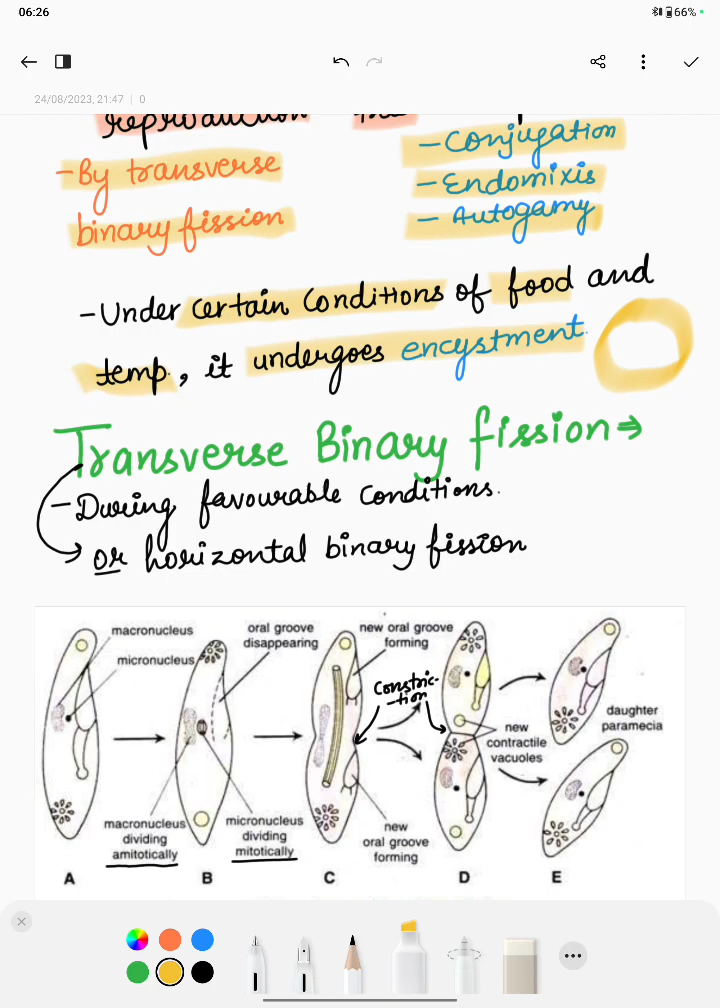 06:26
66%
24/08/2023, 21:47 | 0
reproduction
- By transverse
binary fission
- Conjugation
- Endomixis
- Autogamy
- Under certain conditions of food and
temp., it undergoes encystment.
Transverse Binary fission ⇒
- During favourable conditions.
or horizontal binary fission
macronucleus
micronucleus
oral groove
disappearing
new oral groove
forming
Constric-
-tion
new
contractile
vacuoles
daughter
paramecia
macronucleus
dividing
amitotically
micronucleus
dividing
mitotically
new
oral groove
forming
A
B
C
D
E